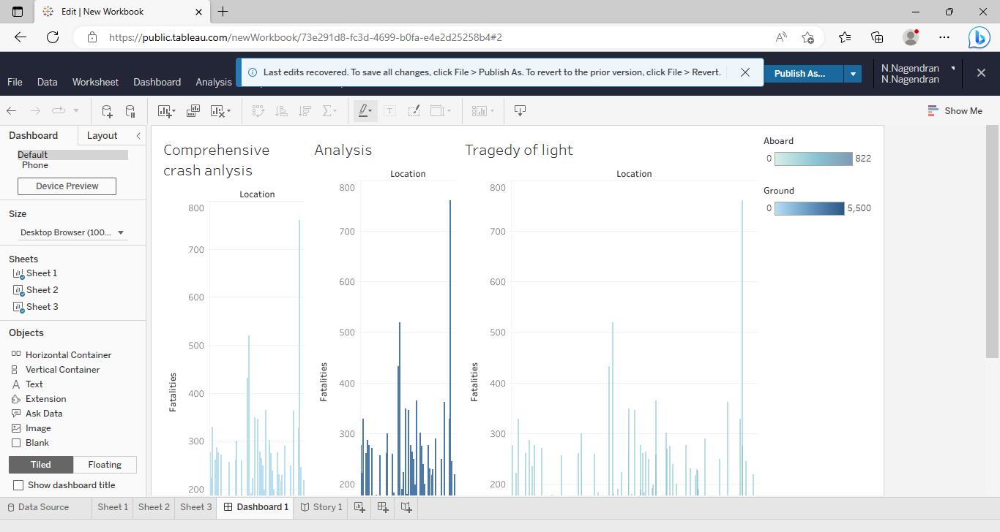 Edit | New Workbook
https://public.tableau.com/newWorkbook/73e291d8-fc3d-4699-b0fa-e4e2d25258b4#2
File Data Worksheet Dashboard Analysis
Last edits recovered. To save all changes, click File > Publish As. To revert to the prior version, click File > Revert.
Publish As...
N.Nagendran
N.Nagendran
Show Me
Dashboard
Layout
Default
Phone
Device Preview
Size
Desktop Browser (100...
Sheets
Sheet 1
Sheet 2
Sheet 3
Objects
Horizontal Container
Vertical Container
Text
Extension
Ask Data
Image
Blank
Tiled
Floating
Show dashboard title
Comprehensive
crash anlysis
Location
800
700
600
500
400
300
200
Fatalities
Analysis
Location
800
700
600
500
400
300
200
Fatalities
Tragedy of light
Location
800
700
600
500
400
300
200
Fatalities
Aboard
0 822
Ground
0 5,500
Data Source Sheet 1 Sheet 2 Sheet 3 Dashboard 1 Story 1